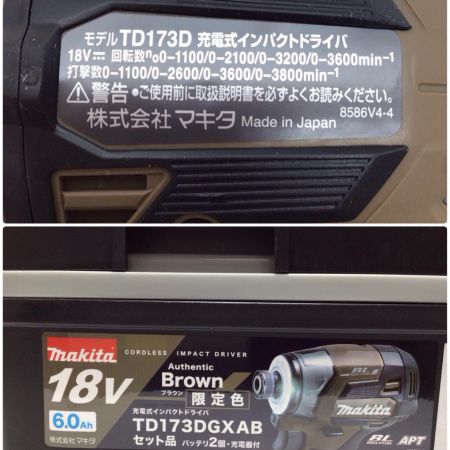 モデル TD173D 充電式インパクトドライバ
18V⎓ 回転数n₀0-1100/0-2100/0-3200/0-3600min⁻¹
打撃数0-1100/0-2600/0-3600/0-3800min⁻¹
⚠警告 ●ご使用前に取扱説明書を必ずよくお読みください。
株式会社 マキタ Made in Japan 8586V4-4
makita CORDLESS IMPACT DRIVER
18V
6.0Ah
株式会社マキタ
Authentic
Brown
ブラウン 限定色
充電式インパクトドライバ
TD173DGXAB
セット品 バッテリ2個・充電器付
makita
BL
BL MOTOR APT